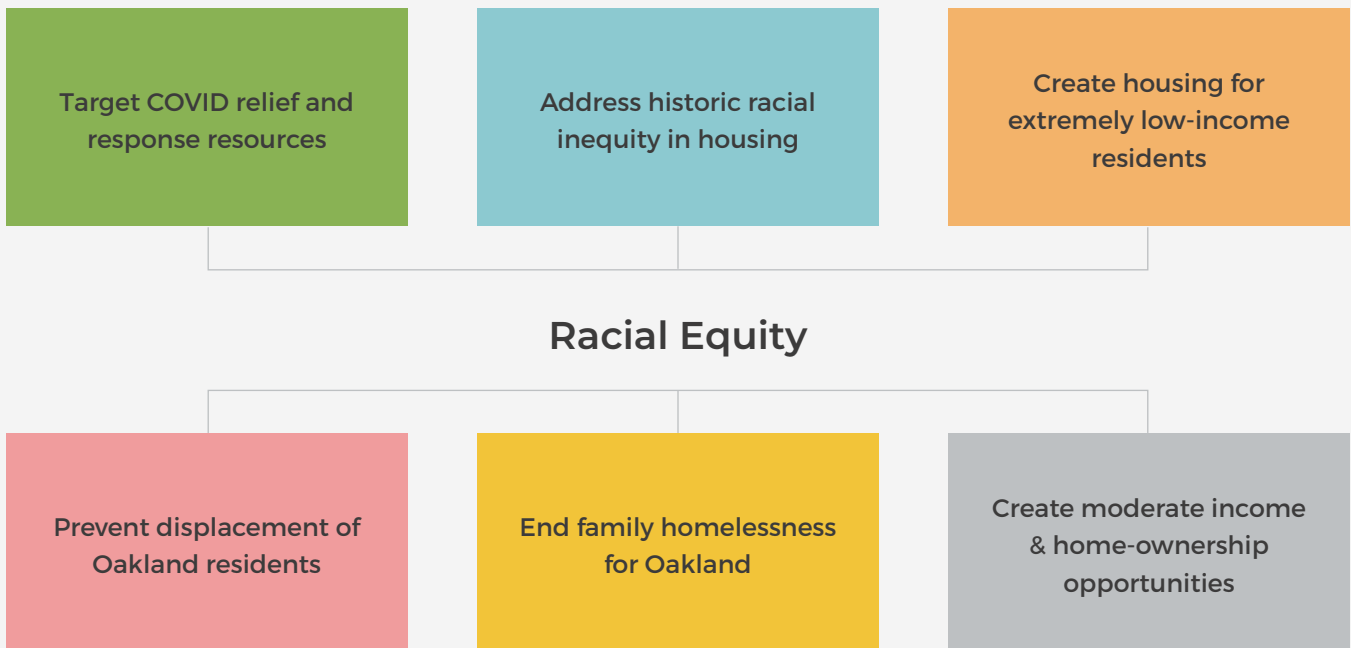 Target COVID relief and
response resources
Address historic racial
inequity in housing
Create housing for
extremely low-income
residents
Racial Equity
Prevent displacement of
Oakland residents
End family homelessness
for Oakland
Create moderate income
& home-ownership
opportunities